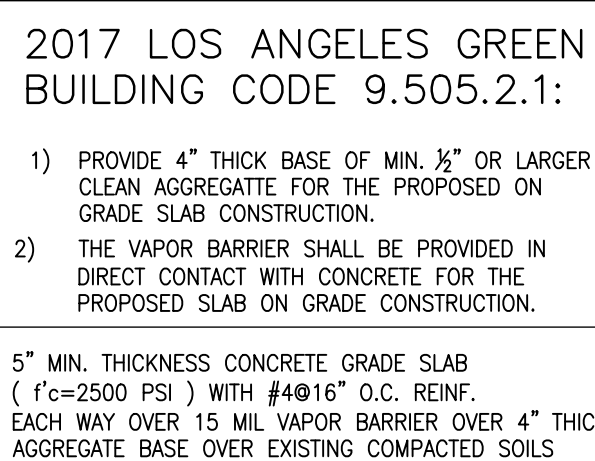 2017 LOS ANGELES GREEN
BUILDING CODE 9.505.2.1:
1) PROVIDE 4" THICK BASE OF MIN. ½" OR LARGER
CLEAN AGGREGATTE FOR THE PROPOSED ON
GRADE SLAB CONSTRUCTION.
2) THE VAPOR BARRIER SHALL BE PROVIDED IN
DIRECT CONTACT WITH CONCRETE FOR THE
PROPOSED SLAB ON GRADE CONSTRUCTION.
5" MIN. THICKNESS CONCRETE GRADE SLAB
( f'c=2500 PSI ) WITH #4@16" O.C. REINF.
EACH WAY OVER 15 MIL VAPOR BARRIER OVER 4" THIC
AGGREGATE BASE OVER EXISTING COMPACTED SOILS